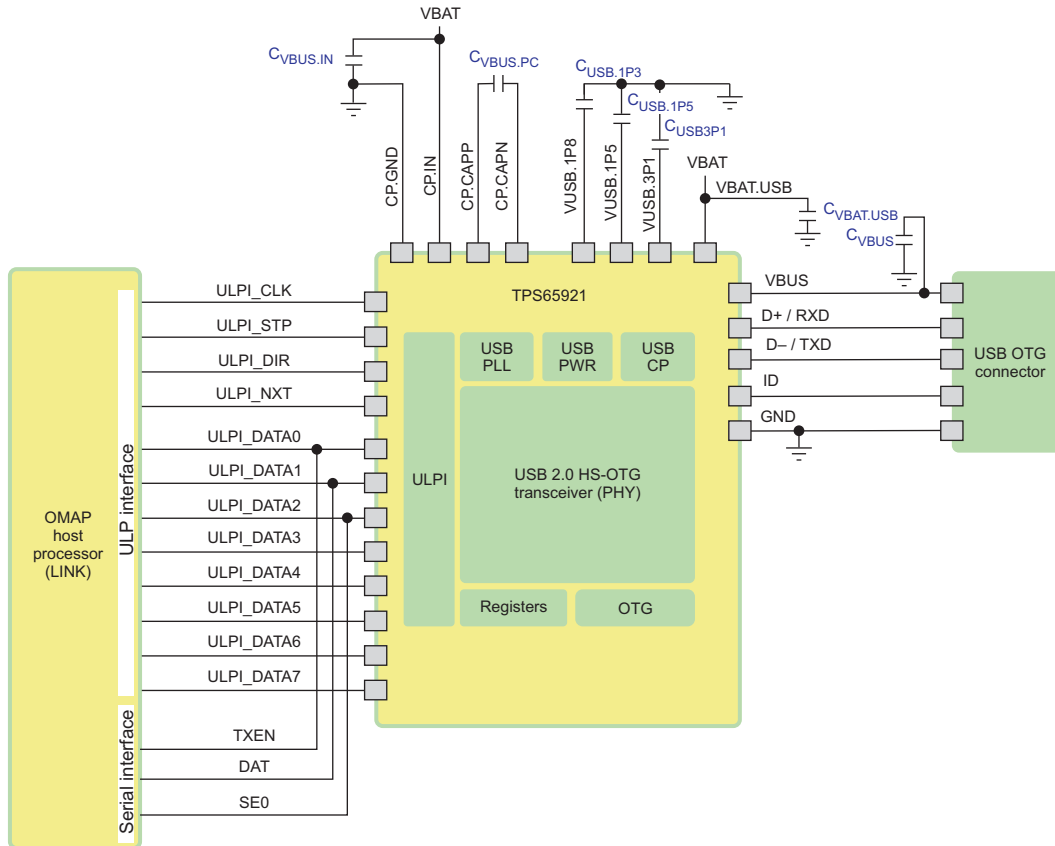 VBAT
CVBUS.IN
CVBUS.PC
CUSB.1P3
CUSB.1P5
CUSB3P1
CP.GND
CP.IN
CP.CAPP
CP.CAPN
VUSB.1P8
VUSB.1P5
VUSB.3P1
VBAT
VBAT.USB
CVBAT.USB
CVBUS
TPS65921
VBUS
D+ / RXD
D– / TXD
ID
GND
USB OTG
connector
USB
PLL
USB
PWR
USB
CP
ULPI
USB 2.0 HS-OTG
transceiver (PHY)
Registers
OTG
ULPI_CLK
ULPI_STP
ULPI_DIR
ULPI_NXT
ULPI_DATA0
ULPI_DATA1
ULPI_DATA2
ULPI_DATA3
ULPI_DATA4
ULPI_DATA5
ULPI_DATA6
ULPI_DATA7
TXEN
DAT
SE0
OMAP
host
processor
(LINK)
ULP interface
Serial interface